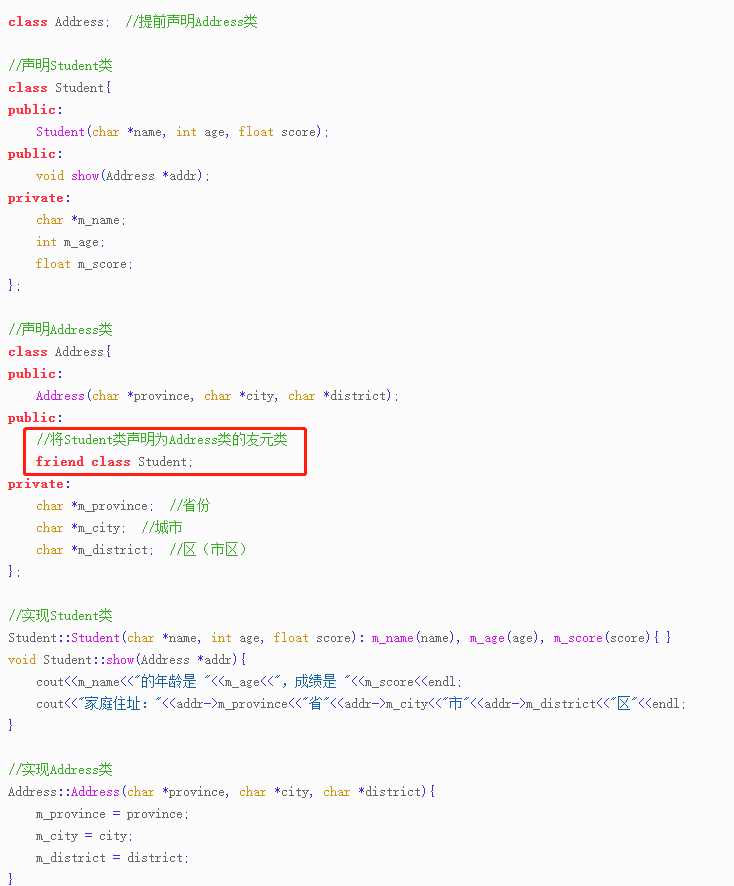 class Address;  //提前声明Address类
//声明Student类
class Student{
public:
    Student(char *name, int age, float score);
public:
    void show(Address *addr);
private:
    char *m_name;
    int m_age;
    float m_score;
};
//声明Address类
class Address{
public:
    Address(char *province, char *city, char *district);
public:
    //将Student类声明为Address类的友元类
    friend class Student;
private:
    char *m_province;  //省份
    char *m_city;  //城市
    char *m_district;  //区（市区）
};
//实现Student类
Student::Student(char *name, int age, float score): m_name(name), m_age(age), m_score(score){ }
void Student::show(Address *addr){
    cout<<m_name<<"的年龄是 "<<m_age<<"，成绩是 "<<m_score<<endl;
    cout<<"家庭住址："<<addr->m_province<<"省"<<addr->m_city<<"市"<<addr->m_district<<"区"<<endl;
}
//实现Address类
Address::Address(char *province, char *city, char *district){
    m_province = province;
    m_city = city;
    m_district = district;
}